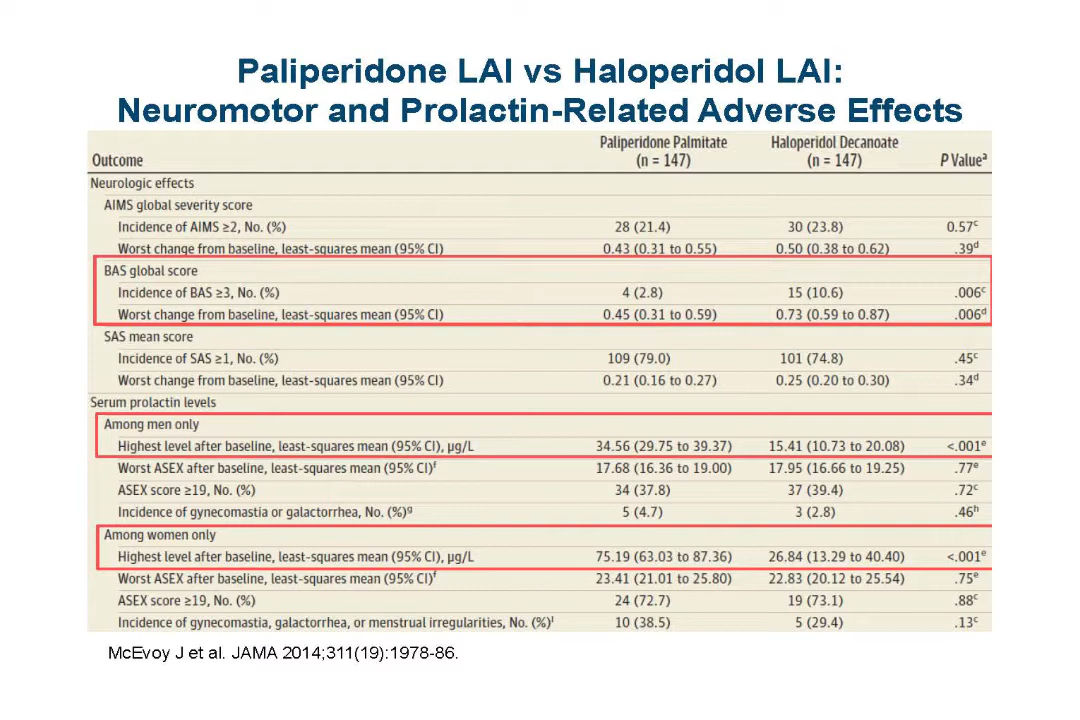 Paliperidone LAI vs Haloperidol LAI:
Neuromotor and Prolactin-Related Adverse Effects
Outcome Paliperidone Palmitate (n = 147) Haloperidol Decanoate (n = 147) P Valueᵃ
Neurologic effects
AIMS global severity score
Incidence of AIMS ≥2, No. (%) 28 (21.4) 30 (23.8) 0.57ᶜ
Worst change from baseline, least-squares mean (95% CI) 0.43 (0.31 to 0.55) 0.50 (0.38 to 0.62) .39ᵈ
BAS global score
Incidence of BAS ≥3, No. (%) 4 (2.8) 15 (10.6) .006ᶜ
Worst change from baseline, least-squares mean (95% CI) 0.45 (0.31 to 0.59) 0.73 (0.59 to 0.87) .006ᵈ
SAS mean score
Incidence of SAS ≥1, No. (%) 109 (79.0) 101 (74.8) .45ᶜ
Worst change from baseline, least-squares mean (95% CI) 0.21 (0.16 to 0.27) 0.25 (0.20 to 0.30) .34ᵈ
Serum prolactin levels
Among men only
Highest level after baseline, least-squares mean (95% CI), µg/L 34.56 (29.75 to 39.37) 15.41 (10.73 to 20.08) <.001ᵉ
Worst ASEX after baseline, least-squares mean (95% CI)ᶠ 17.68 (16.36 to 19.00) 17.95 (16.66 to 19.25) .77ᵉ
ASEX score ≥19, No. (%) 34 (37.8) 37 (39.4) .72ᶜ
Incidence of gynecomastia or galactorrhea, No. (%)ᵍ 5 (4.7) 3 (2.8) .46ʰ
Among women only
Highest level after baseline, least-squares mean (95% CI), µg/L 75.19 (63.03 to 87.36) 26.84 (13.29 to 40.40) <.001ᵉ
Worst ASEX after baseline, least-squares mean (95% CI)ᶠ 23.41 (21.01 to 25.80) 22.83 (20.12 to 25.54) .75ᵉ
ASEX score ≥19, No. (%) 24 (72.7) 19 (73.1) .88ᶜ
Incidence of gynecomastia, galactorrhea, or menstrual irregularities, No. (%)ⁱ 10 (38.5) 5 (29.4) .13ᶜ
McEvoy J et al. JAMA 2014;311(19):1978-86.